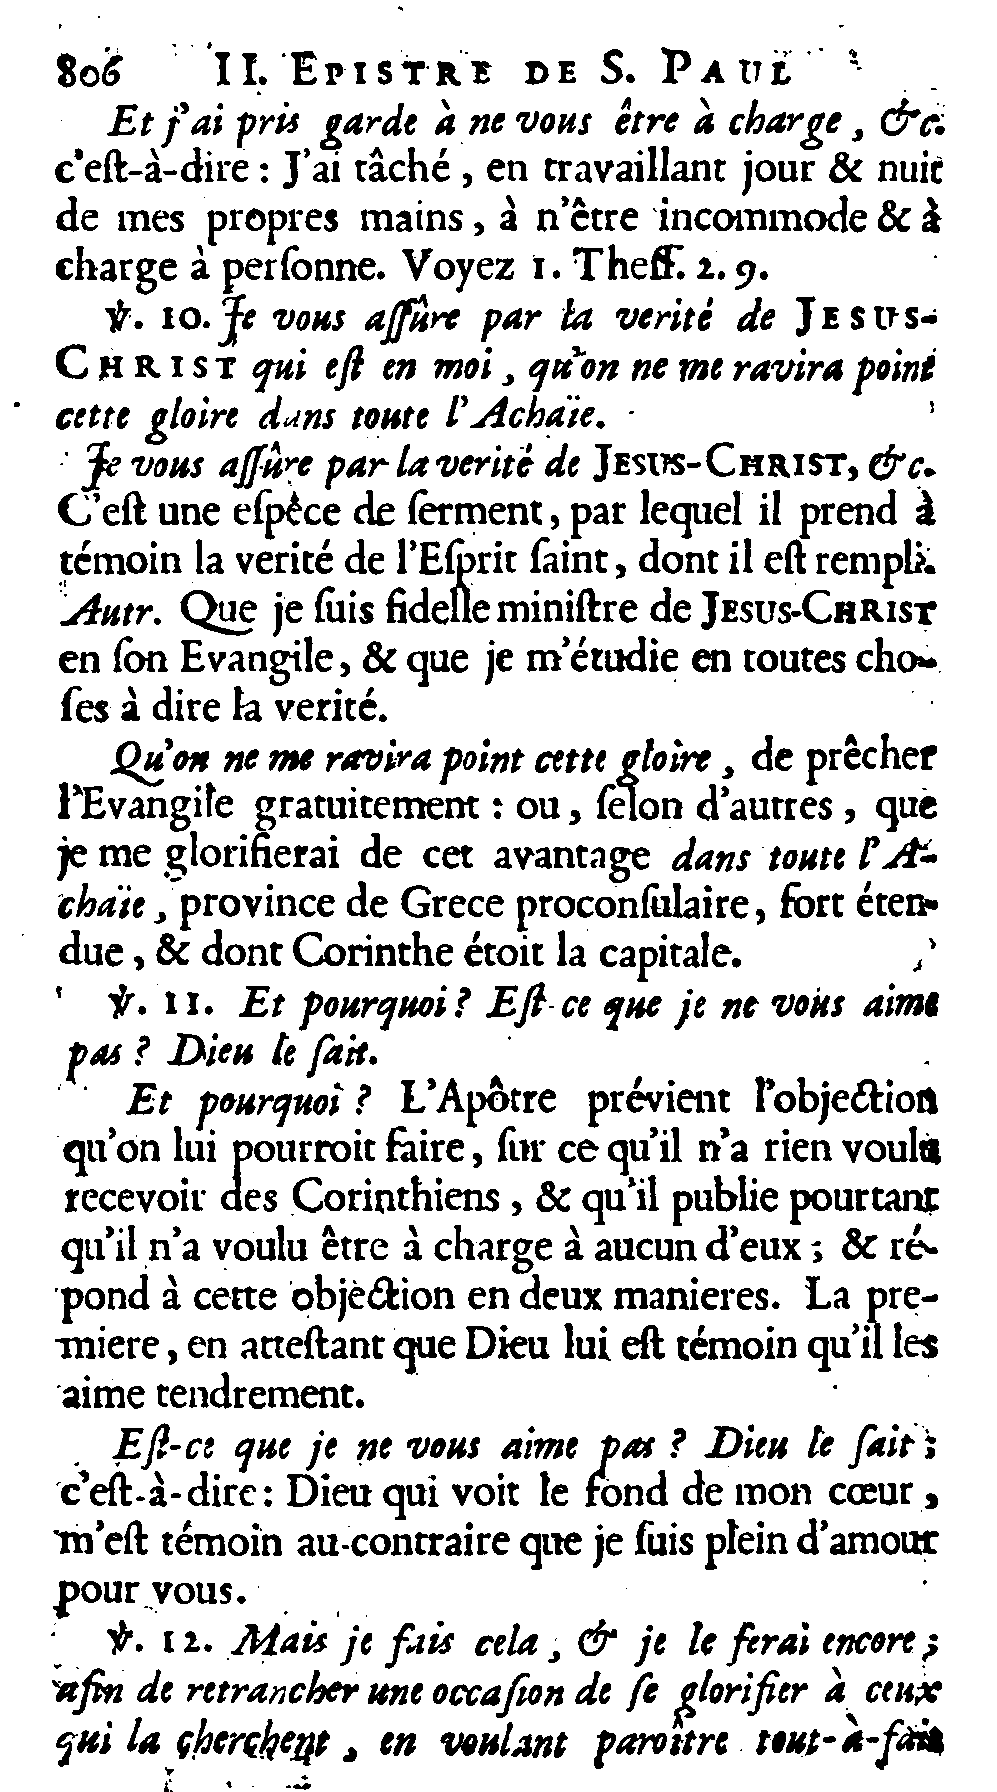 806 II. EPISTRE DE S. PAUL
Et j'ai pris garde à ne vous être à charge, &c.
c'eſt-à-dire : J'ai tâché, en travaillant jour & nuit
de mes propres mains, à n'être incommode & à
charge à perſonne. Voyez 1. Theſſ. 2. 9.
℣. 10. Je vous aſſûre par la verité de JESUS-
CHRIST qui eſt en moi, qu'on ne me ravira point
cette gloire dans toute l'Achaïe.
Je vous aſſûre par la verité de JESUS-CHRIST, &c.
C'eſt une eſpèce de ſerment, par lequel il prend à
témoin la verité de l'Eſprit ſaint, dont il eſt rempli.
Autr. Que je ſuis fidelle miniſtre de JESUS-CHRIST
en ſon Evangile, & que je m'étudie en toutes cho-
ſes à dire la verité.
Qu'on ne me ravira point cette gloire, de prêcher
l'Evangile gratuitement : ou, ſelon d'autres, que
je me glorifierai de cet avantage dans toute l'A-
chaïe, province de Grece proconſulaire, fort éten-
due, & dont Corinthe étoit la capitale.
℣. 11. Et pourquoi ? Eſt-ce que je ne vous aime
pas ? Dieu le ſait.
Et pourquoi ? L'Apôtre prévient l'objection
qu'on lui pourroit faire, ſur ce qu'il n'a rien voulu
recevoir des Corinthiens, & qu'il publie pourtant
qu'il n'a voulu être à charge à aucun d'eux ; & ré-
pond à cette objection en deux manieres. La pre-
miere, en atteſtant que Dieu lui eſt témoin qu'il les
aime tendrement.
Eſt-ce que je ne vous aime pas ? Dieu le ſait ;
c'eſt-à-dire : Dieu qui voit le fond de mon cœur,
m'eſt témoin au-contraire que je ſuis plein d'amour
pour vous.
℣. 12. Mais je fais cela, & je le ferai encore ;
afin de retrancher une occaſion de ſe glorifier à ceux
qui la cherchent, en voulant paroître tout-à-fait